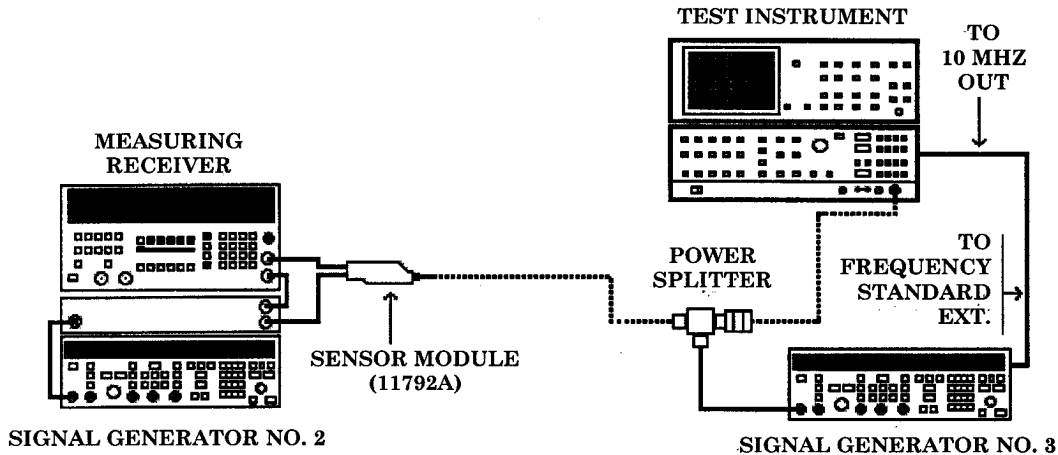 TEST INSTRUMENT
TO
10 MHZ
OUT
MEASURING
RECEIVER
POWER
SPLITTER
TO
FREQUENCY
STANDARD
EXT.
SENSOR MODULE
(11792A)
SIGNAL GENERATOR NO. 2
SIGNAL GENERATOR NO. 3